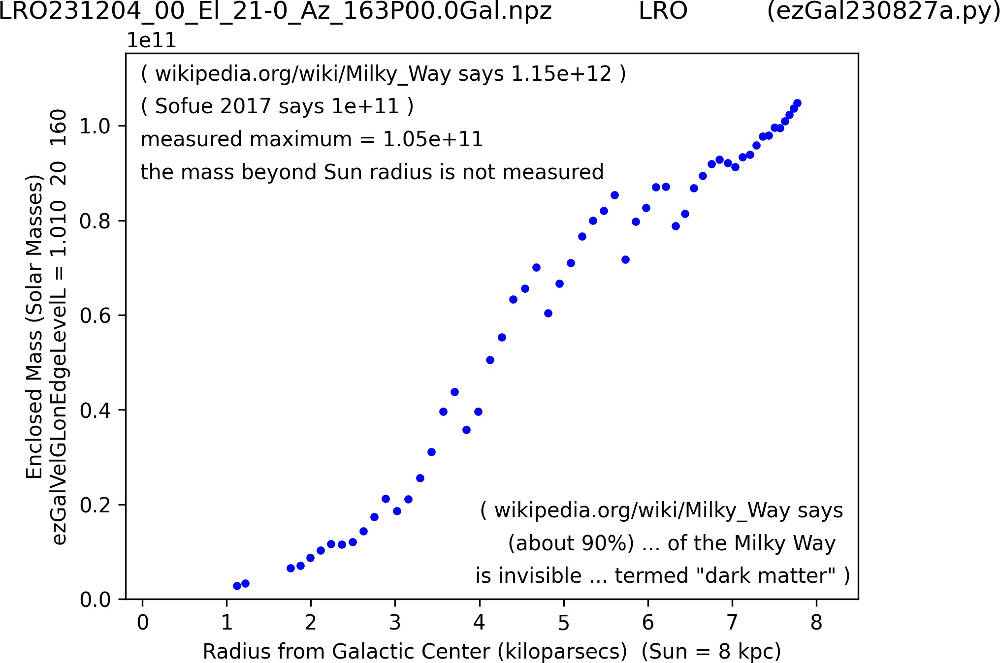 LRO231204_00_El_21-0_Az_163P00.0Gal.npz LRO (ezGal230827a.py)
1e11
( wikipedia.org/wiki/Milky_Way says 1.15e+12 )
( Sofue 2017 says 1e+11 )
measured maximum = 1.05e+11
the mass beyond Sun radius is not measured
Enclosed Mass (Solar Masses)
ezGalVelGLonEdgeLevelL = 1.010 20 160
1.0
0.8
0.6
0.4
0.2
0.0
( wikipedia.org/wiki/Milky_Way says
(about 90%) ... of the Milky Way
is invisible ... termed "dark matter" )
0 1 2 3 4 5 6 7 8
Radius from Galactic Center (kiloparsecs) (Sun = 8 kpc)